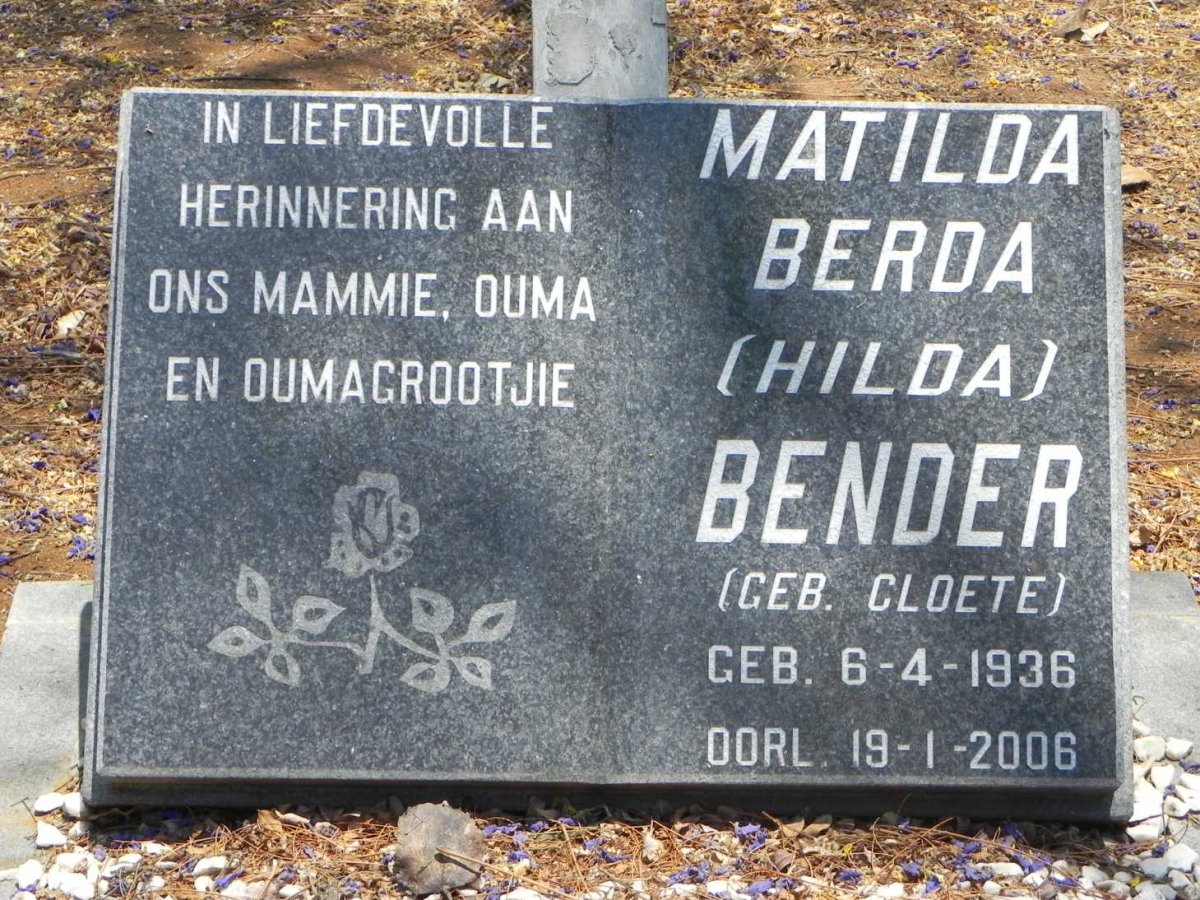 IN LIEFDEVOLLE
HERINNERING AAN
ONS MAMMIE, OUMA
EN OUMAGROOTJIE
MATILDA
BERDA
(HILDA)
BENDER
(GEB. CLOETE)
GEB. 6-4-1936
OORL. 19-1-2006